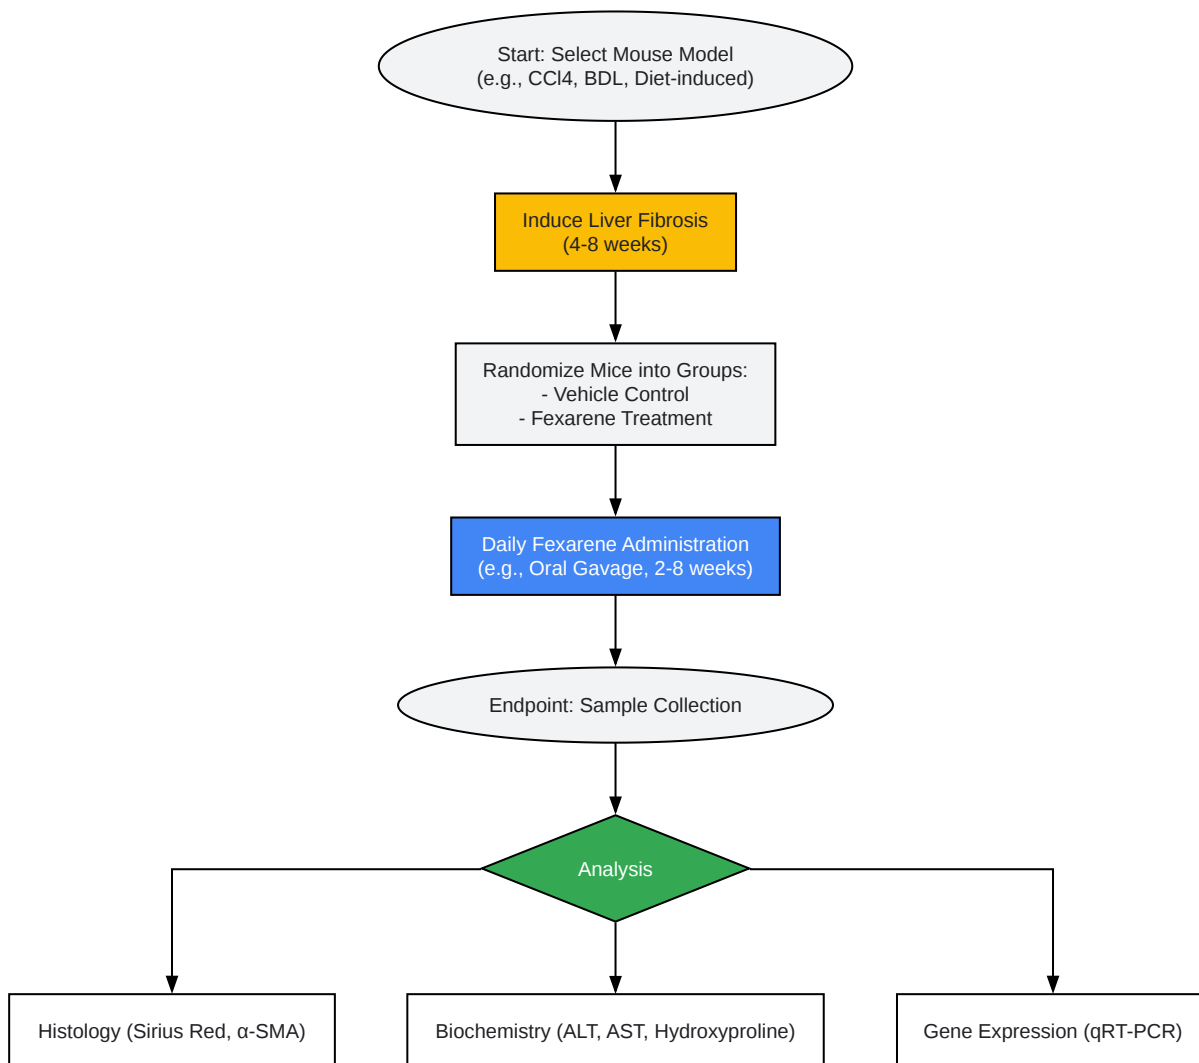 Start: Select Mouse Model
(e.g., CCl4, BDL, Diet-induced)
Induce Liver Fibrosis
(4-8 weeks)
Randomize Mice into Groups:
- Vehicle Control
- Fexarene Treatment
Daily Fexarene Administration
(e.g., Oral Gavage, 2-8 weeks)
Endpoint: Sample Collection
Analysis
Histology (Sirius Red, α-SMA)
Biochemistry (ALT, AST, Hydroxyproline)
Gene Expression (qRT-PCR)